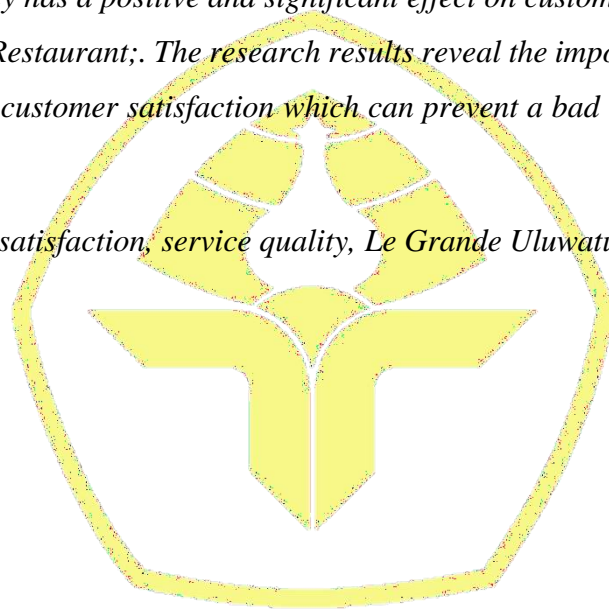 y has a positive and significant effect on custom
Restaurant;. The research results reveal the impo
customer satisfaction which can prevent a bad
satisfaction, service quality, Le Grande Uluwatu